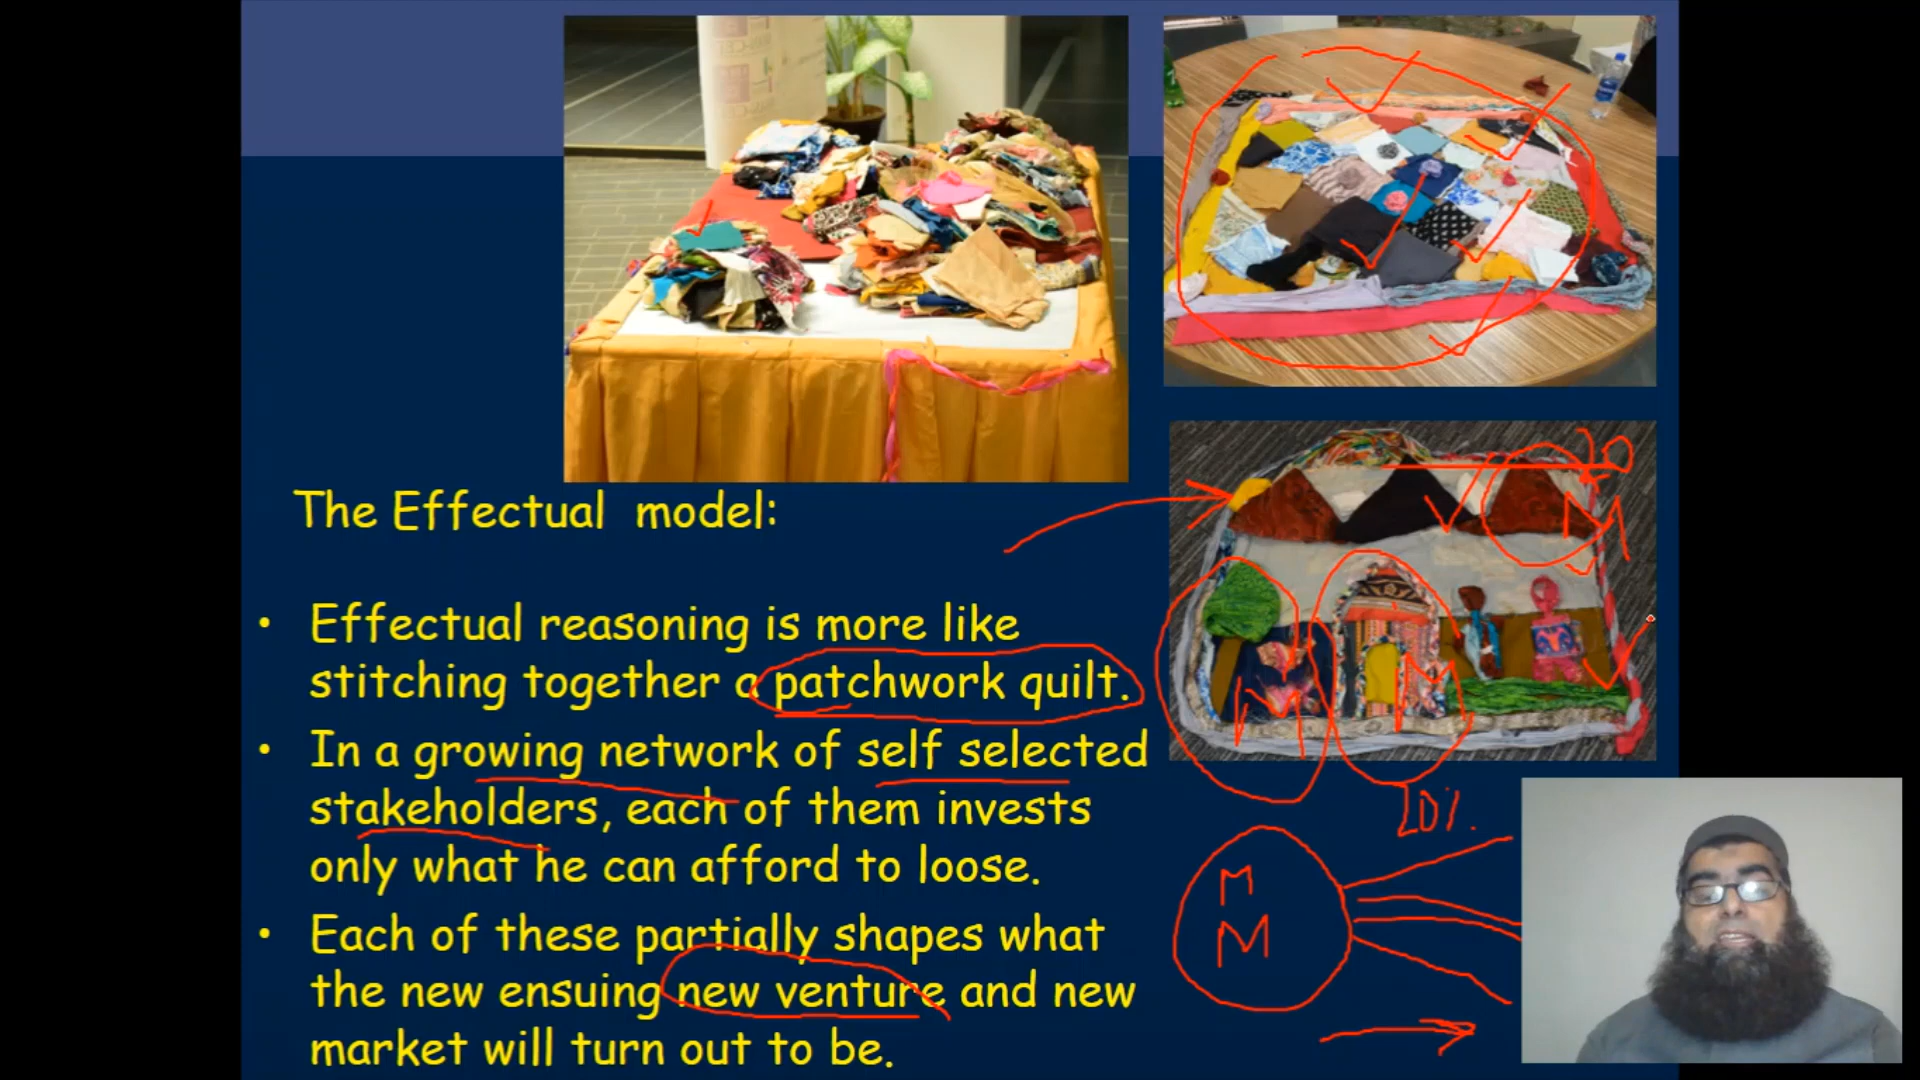 The Effectual model:
• Effectual reasoning is more like
stitching together a patchwork quilt.
• In a growing network of self selected
stakeholders, each of them invests
only what he can afford to loose.
• Each of these partially shapes what
the new ensuing new venture and new
market will turn out to be.
M
M
M
M
M
20%